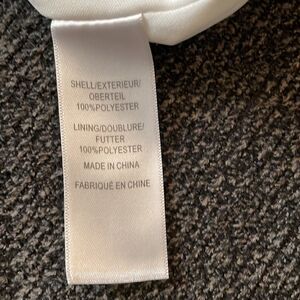 SHELL/EXTERIEUR/
OBERTEIL
100%POLYESTER
LINING/DOUBLURE/
FUTTER
100%POLYESTER
MADE IN CHINA
FABRIQUÉ EN CHINE